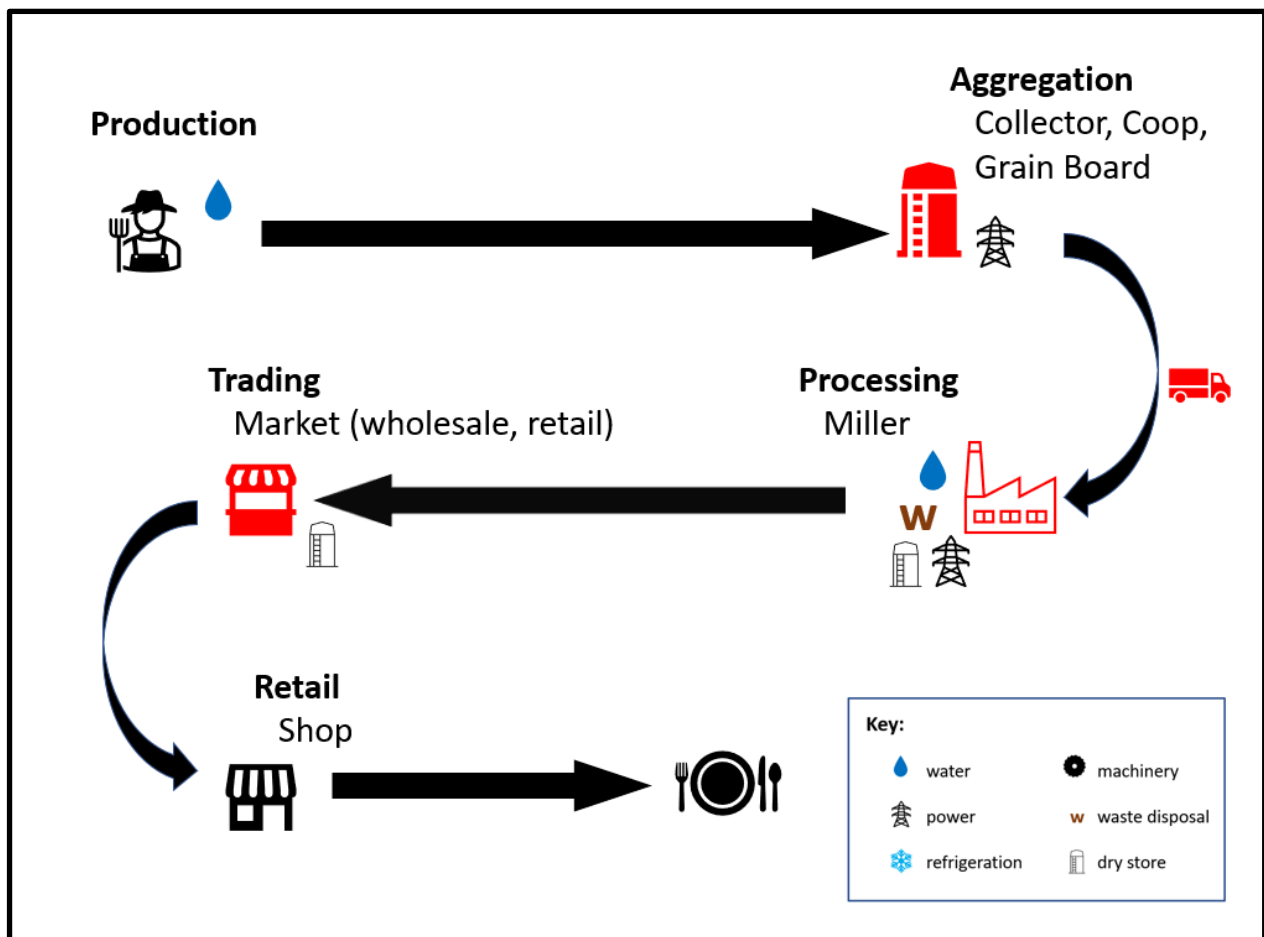 Production
Aggregation
Collector, Coop,
Grain Board
Trading
Market (wholesale, retail)
Processing
Miller
W
Retail
Shop
Key:
water
machinery
power
w waste disposal
refrigeration
dry store